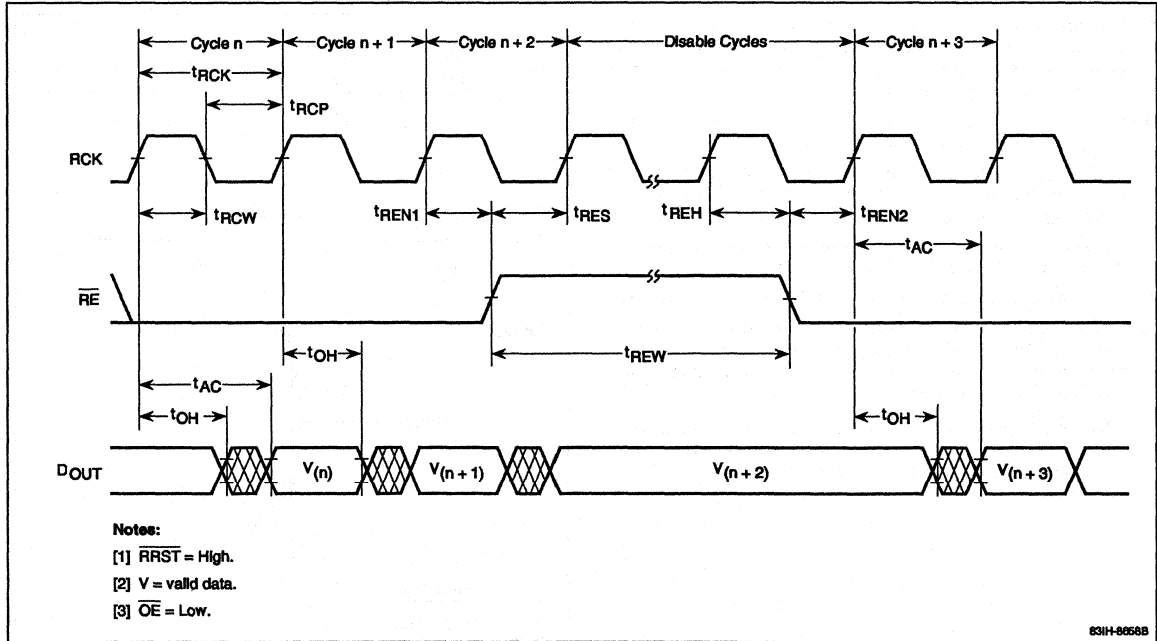 Cycle n Cycle n + 1 Cycle n + 2 Disable Cycles Cycle n + 3
tRCK
tRCP
RCK
tRCW tREN1 tRES tREH tREN2
tAC
RE
tOH tREW
tAC
tOH tOH
DOUT V(n) V(n + 1) V(n + 2) V(n + 3)
Notes:
[1] RRST = High.
[2] V = valid data.
[3] OE = Low.
83IH-8858B